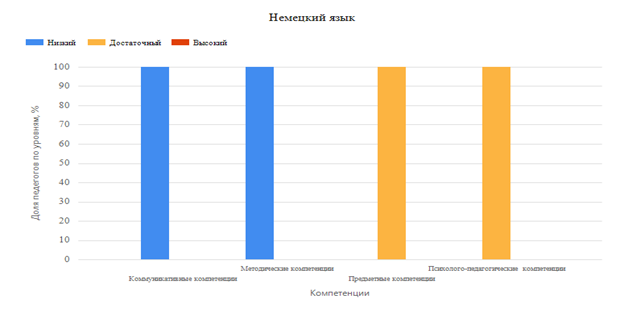 Немецкий язык
Низкий Достаточный Высокий
Доля педагогов по уровням, %
100
90
80
70
60
50
40
30
20
10
0
Методические компетенции Психолого-педагогические компетенции
Коммуникативные компетенции Предметные компетенции
Компетенции